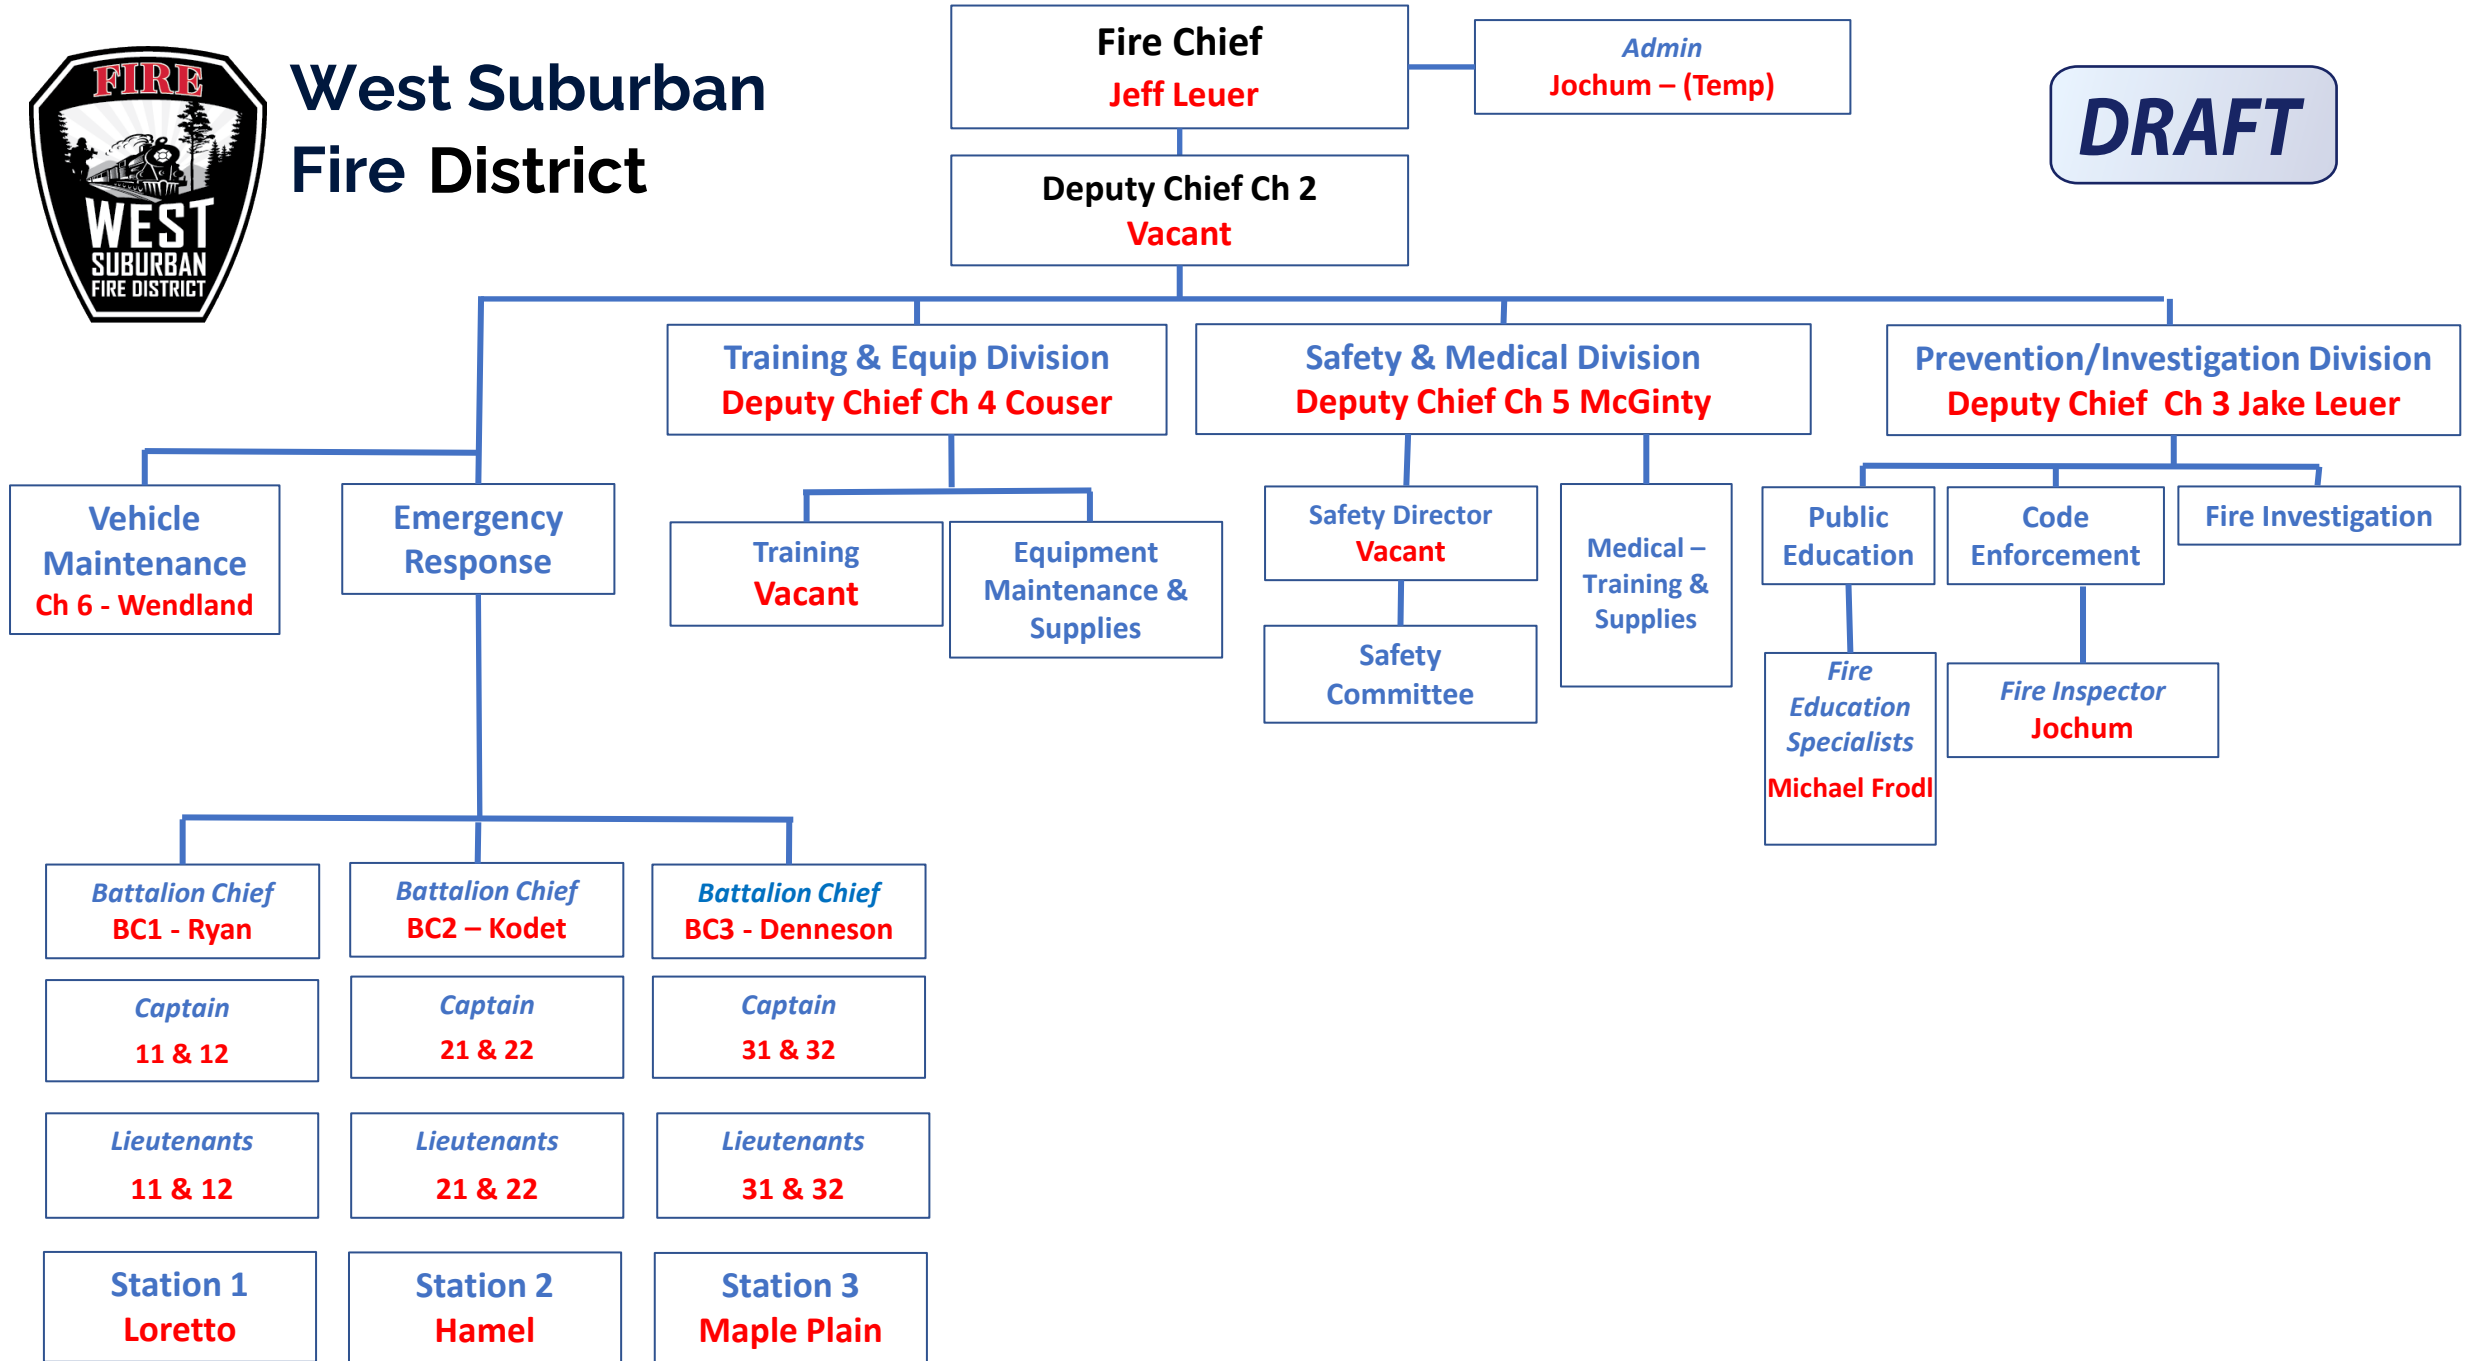 FIRE
WEST
SUBURBAN
FIRE DISTRICT
West Suburban
Fire District
Fire Chief
Jeff Leuer
Admin
Jochum – (Temp)
DRAFT
Deputy Chief Ch 2
Vacant
Training & Equip Division
Deputy Chief Ch 4 Couser
Safety & Medical Division
Deputy Chief Ch 5 McGinty
Prevention/Investigation Division
Deputy Chief  Ch 3 Jake Leuer
Vehicle
Maintenance
Ch 6 - Wendland
Emergency
Response
Training
Vacant
Equipment
Maintenance &
Supplies
Safety Director
Vacant
Safety
Committee
Medical –
Training &
Supplies
Public
Education
Code
Enforcement
Fire Investigation
Fire
Education
Specialists
Michael Frodl
Fire Inspector
Jochum
Battalion Chief
BC1 - Ryan
Battalion Chief
BC2 – Kodet
Battalion Chief
BC3 - Denneson
Captain
11 & 12
Captain
21 & 22
Captain
31 & 32
Lieutenants
11 & 12
Lieutenants
21 & 22
Lieutenants
31 & 32
Station 1
Loretto
Station 2
Hamel
Station 3
Maple Plain